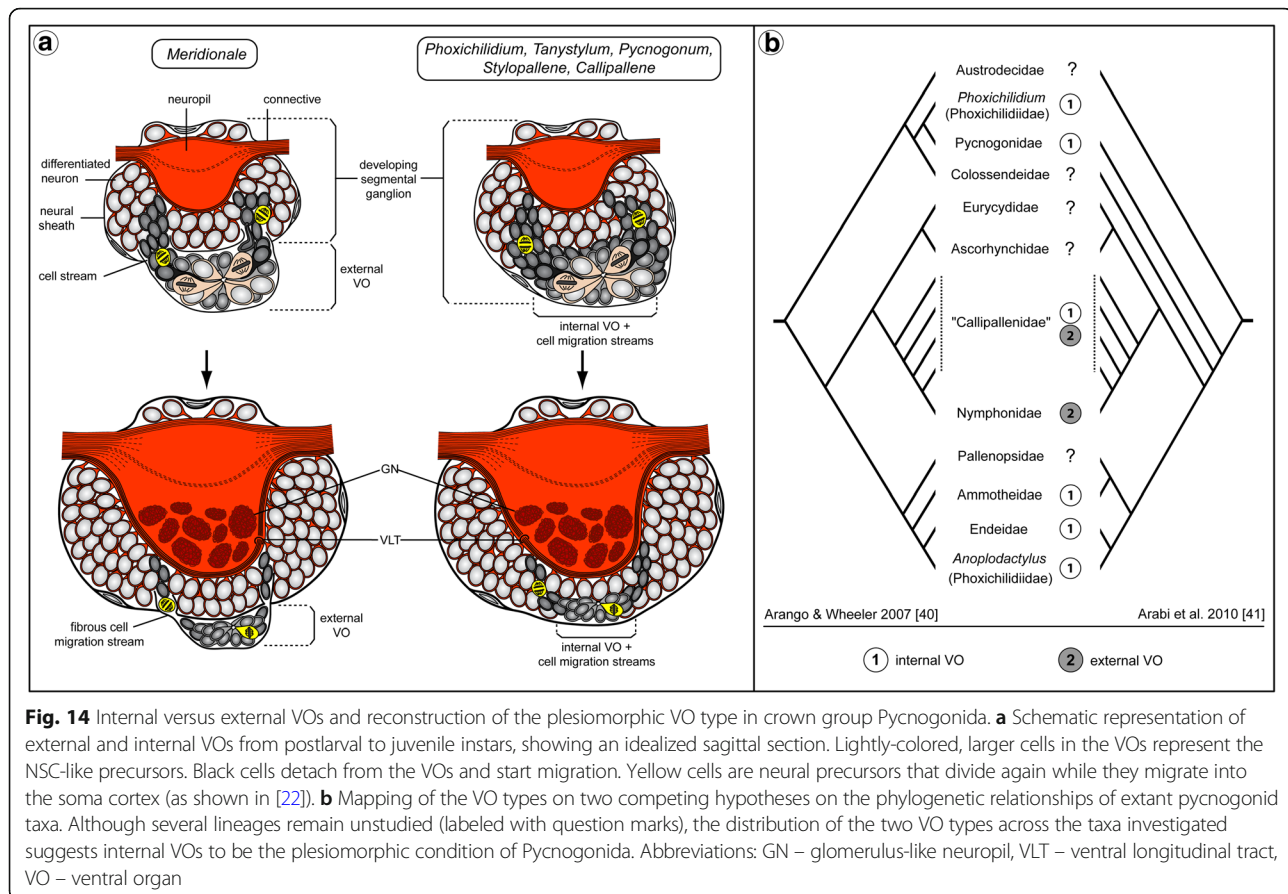 a
Meridionale
Phoxichilidium, Tanystylum, Pycnogonum,
Stylopallene, Callipallene
neuropil
connective
differentiated
neuron
neural
sheath
cell stream
developing
segmental
ganglion
external
VO
internal VO +
cell migration streams
GN
VLT
fibrous cell
migration stream
external
VO
internal VO +
cell migration streams
b
Austrodecidae ?
Phoxichilidium
(Phoxichilidiidae) 1
Pycnogonidae 1
Colossendeidae ?
Eurycydidae ?
Ascorhynchidae ?
"Callipallenidae" 1
2
Nymphonidae 2
Pallenopsidae ?
Ammotheidae 1
Endeidae 1
Anoplodactylus
(Phoxichilidiidae) 1
Arango & Wheeler 2007 [40] Arabi et al. 2010 [41]
1 internal VO 2 external VO
Fig. 14 Internal versus external VOs and reconstruction of the plesiomorphic VO type in crown group Pycnogonida. a Schematic representation of
external and internal VOs from postlarval to juvenile instars, showing an idealized sagittal section. Lightly-colored, larger cells in the VOs represent the
NSC-like precursors. Black cells detach from the VOs and start migration. Yellow cells are neural precursors that divide again while they migrate into
the soma cortex (as shown in [22]). b Mapping of the VO types on two competing hypotheses on the phylogenetic relationships of extant pycnogonid
taxa. Although several lineages remain unstudied (labeled with question marks), the distribution of the two VO types across the taxa investigated
suggests internal VOs to be the plesiomorphic condition of Pycnogonida. Abbreviations: GN – glomerulus-like neuropil, VLT – ventral longitudinal tract,
VO – ventral organ